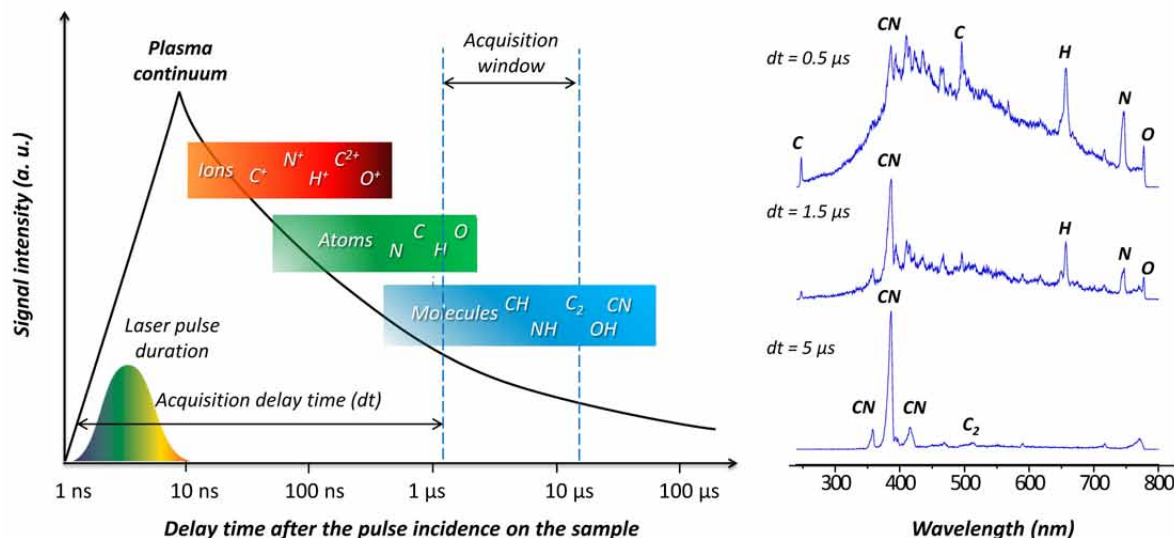 Signal intensity (a. u.)
Plasma
continuum
Acquisition
window
Ions
C⁺
N⁺
H⁺
C²⁺
O⁺
Atoms
N
C
H
O
Molecules
CH
NH
C₂
OH
CN
Laser pulse
duration
Acquisition delay time (dt)
1 ns
10 ns
100 ns
1 µs
10 µs
100 µs
Delay time after the pulse incidence on the sample
dt = 0.5 µs
C
CN
C
H
N
O
dt = 1.5 µs
CN
H
N
O
dt = 5 µs
CN
CN
CN
C₂
300
400
500
600
700
800
Wavelength (nm)